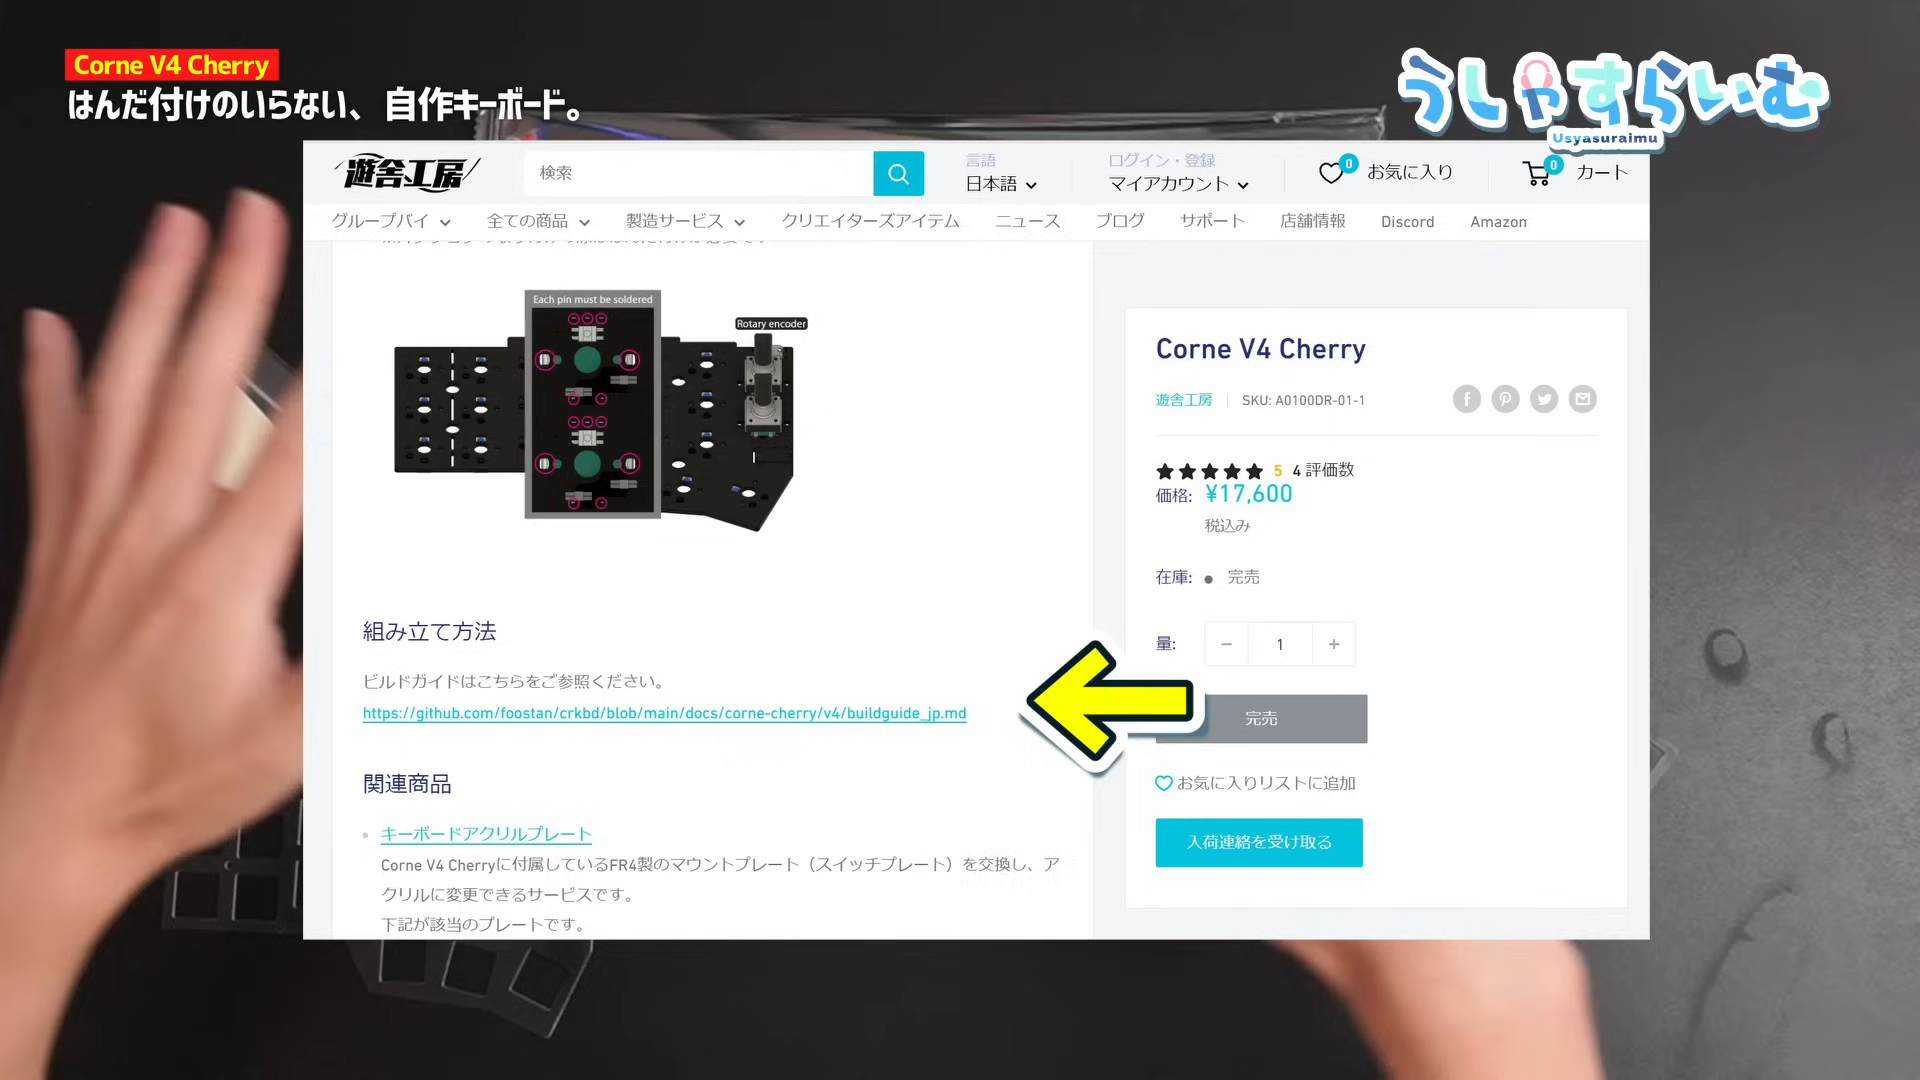 Corne V4 Cherry
はんだ付けのいらない、自作キーボード。
うしゃすらいむ
Usyasuraimu
遊舎工房
検索
言語
日本語
ログイン・登録
マイアカウント
0
お気に入り
0
カート
グループバイ
全ての商品
製造サービス
クリエイターズアイテム
ニュース
ブログ
サポート
店舗情報
Discord
Amazon
Each pin must be soldered
Rotary encoder
組み立て方法
ビルドガイドはこちらをご参照ください。
https://github.com/foostan/crkbd/blob/main/docs/corne-cherry/v4/buildguide_jp.md
関連商品
キーボードアクリルプレート
Corne V4 Cherryに付属しているFR4製のマウントプレート（スイッチプレート）を交換し、ア
クリルに変更できるサービスです。
下記が該当のプレートです。
Corne V4 Cherry
遊舎工房
SKU: A0100DR-01-1
5 4 評価数
価格: ¥17,600
税込み
在庫: 完売
量: − 1 +
完売
お気に入りリストに追加
入荷連絡を受け取る